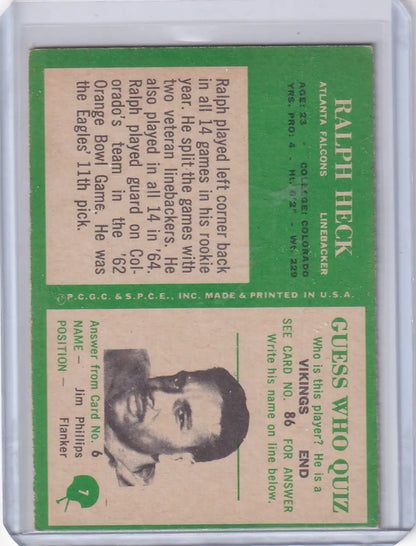 RALPH HECK
ATLANTA FALCONS LINEBACKER
AGE: 23 - COLLEGE: COLORADO
YRS. PRO: 4 - Ht. 6'2" - Wt. 229
Ralph played left corner back
in all 14 games in his rookie
year. He split the games with
two veteran linebackers. He
also played in all 14 in '64.
Ralph played guard on Col-
orado's team in the '62
Orange Bowl Game. He was
the Eagles' 11th pick.
© P.C.G.C. & S.P.C.E., INC. MADE & PRINTED IN U.S.A.
GUESS WHO QUIZ
Who is this player? He is a
VIKINGS END
SEE CARD NO. 86 FOR ANSWER
Write his name on line below.
Answer from Card No. 6
NAME – Jim Phillips
POSITION – Flanker
7